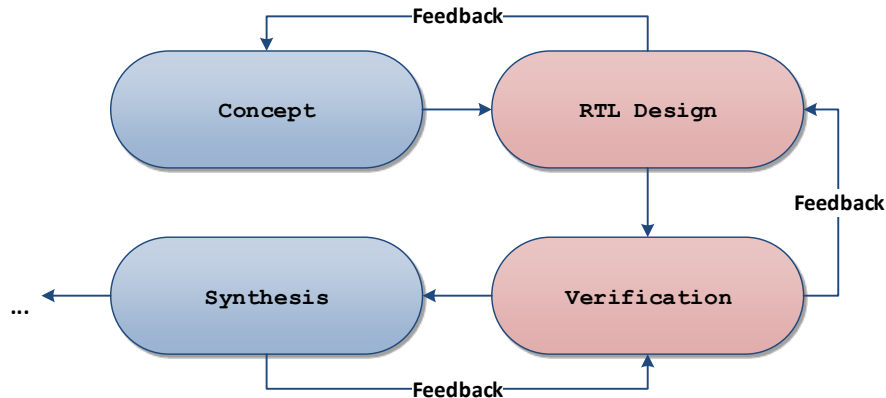 Feedback
Concept
RTL Design
Feedback
Synthesis
Verification
...
Feedback